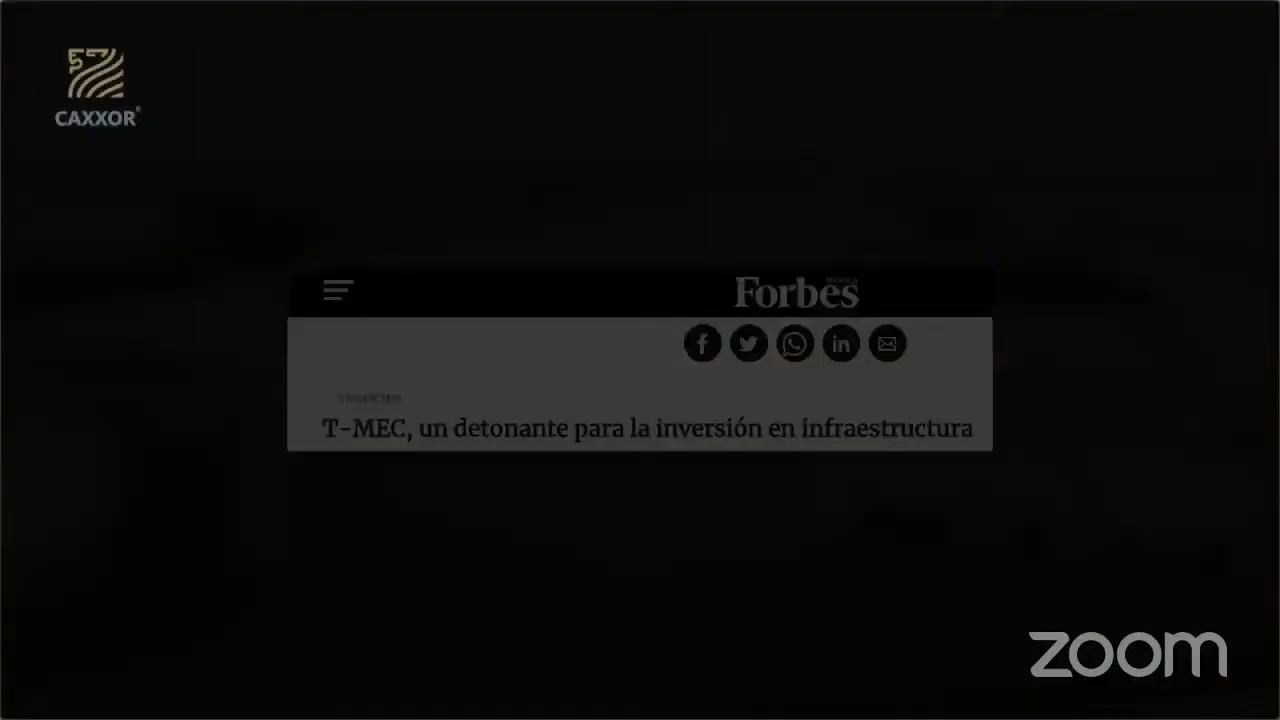 CAXXOR
Forbes
T-MEC, un detonante para la inversión en infraestructura
zoom